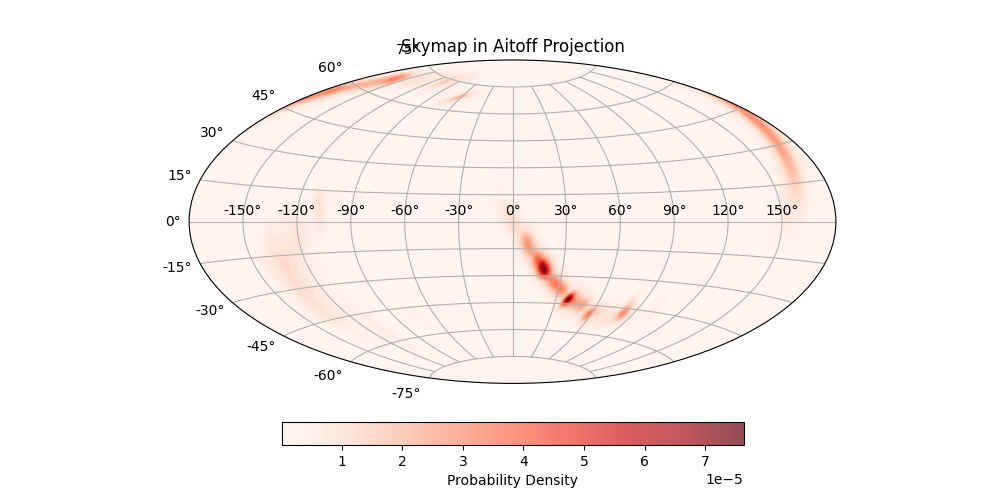 Skymap in Aitoff Projection
75°
60°
45°
30°
15°
-150° -120° -90° -60° -30° 0° 30° 60° 90° 120° 150°
0°
-15°
-30°
-45°
-60°
-75°
1 2 3 4 5 6 7
1e−5
Probability Density